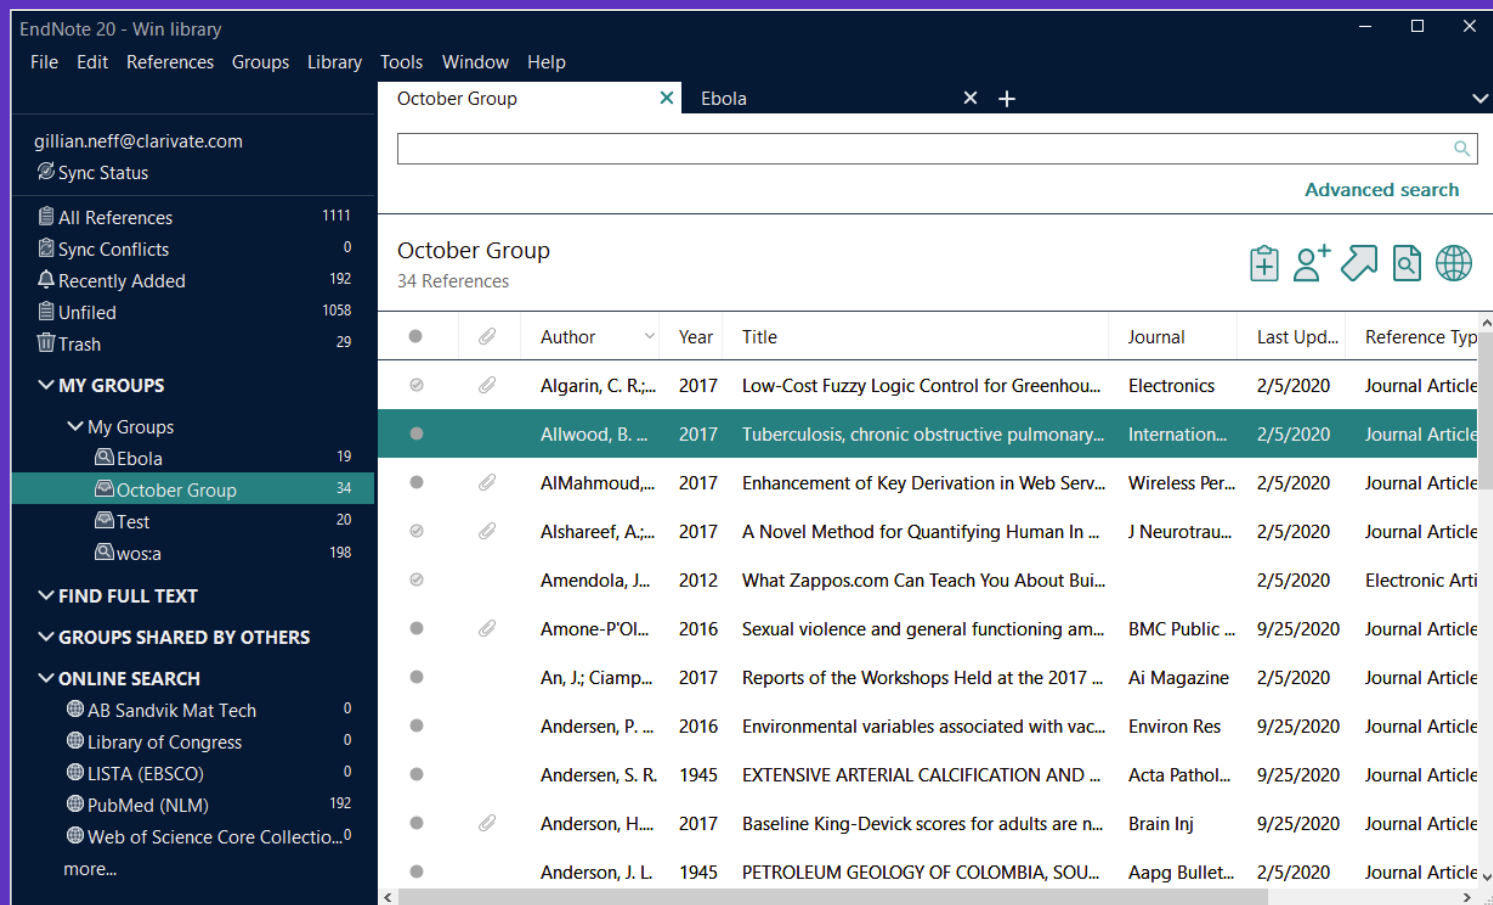 EndNote 20 - Win library
File Edit References Groups Library Tools Window Help
October Group Ebola
gillian.neff@clarivate.com
Sync Status
Advanced search
All References 1111
Sync Conflicts 0
Recently Added 192
Unfiled 1058
Trash 29
MY GROUPS
My Groups
Ebola 19
October Group 34
Test 20
wos:a 198
FIND FULL TEXT
GROUPS SHARED BY OTHERS
ONLINE SEARCH
AB Sandvik Mat Tech 0
Library of Congress 0
LISTA (EBSCO) 0
PubMed (NLM) 192
Web of Science Core Collectio... 0
more...
October Group
34 References
Author Year Title Journal Last Upd... Reference Typ
Algarin, C. R.;... 2017 Low-Cost Fuzzy Logic Control for Greenhou... Electronics 2/5/2020 Journal Article
Allwood, B. ... 2017 Tuberculosis, chronic obstructive pulmonary... Internation... 2/5/2020 Journal Article
AlMahmoud,... 2017 Enhancement of Key Derivation in Web Serv... Wireless Per... 2/5/2020 Journal Article
Alshareef, A.;... 2017 A Novel Method for Quantifying Human In ... J Neurotrau... 2/5/2020 Journal Article
Amendola, J... 2012 What Zappos.com Can Teach You About Bui... 2/5/2020 Electronic Arti
Amone-P'Ol... 2016 Sexual violence and general functioning am... BMC Public ... 9/25/2020 Journal Article
An, J.; Ciamp... 2017 Reports of the Workshops Held at the 2017 ... Ai Magazine 2/5/2020 Journal Article
Andersen, P. ... 2016 Environmental variables associated with vac... Environ Res 9/25/2020 Journal Article
Andersen, S. R. 1945 EXTENSIVE ARTERIAL CALCIFICATION AND ... Acta Pathol... 9/25/2020 Journal Article
Anderson, H.... 2017 Baseline King-Devick scores for adults are n... Brain Inj 9/25/2020 Journal Article
Anderson, J. L. 1945 PETROLEUM GEOLOGY OF COLOMBIA, SOU... Aapg Bullet... 2/5/2020 Journal Article